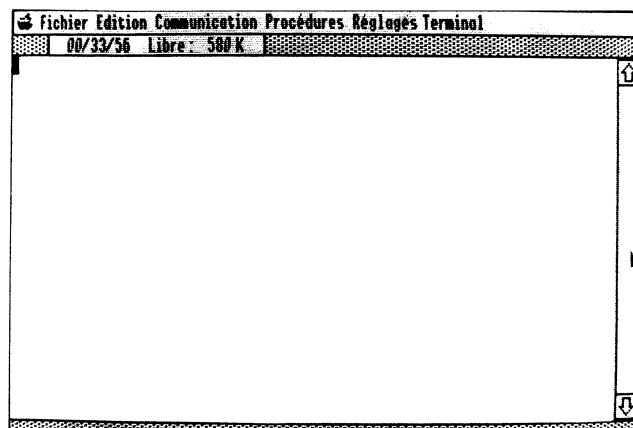 Fichier Edition Communication Procédures Réglages Terminal
00/33/56 Libre : 580 K